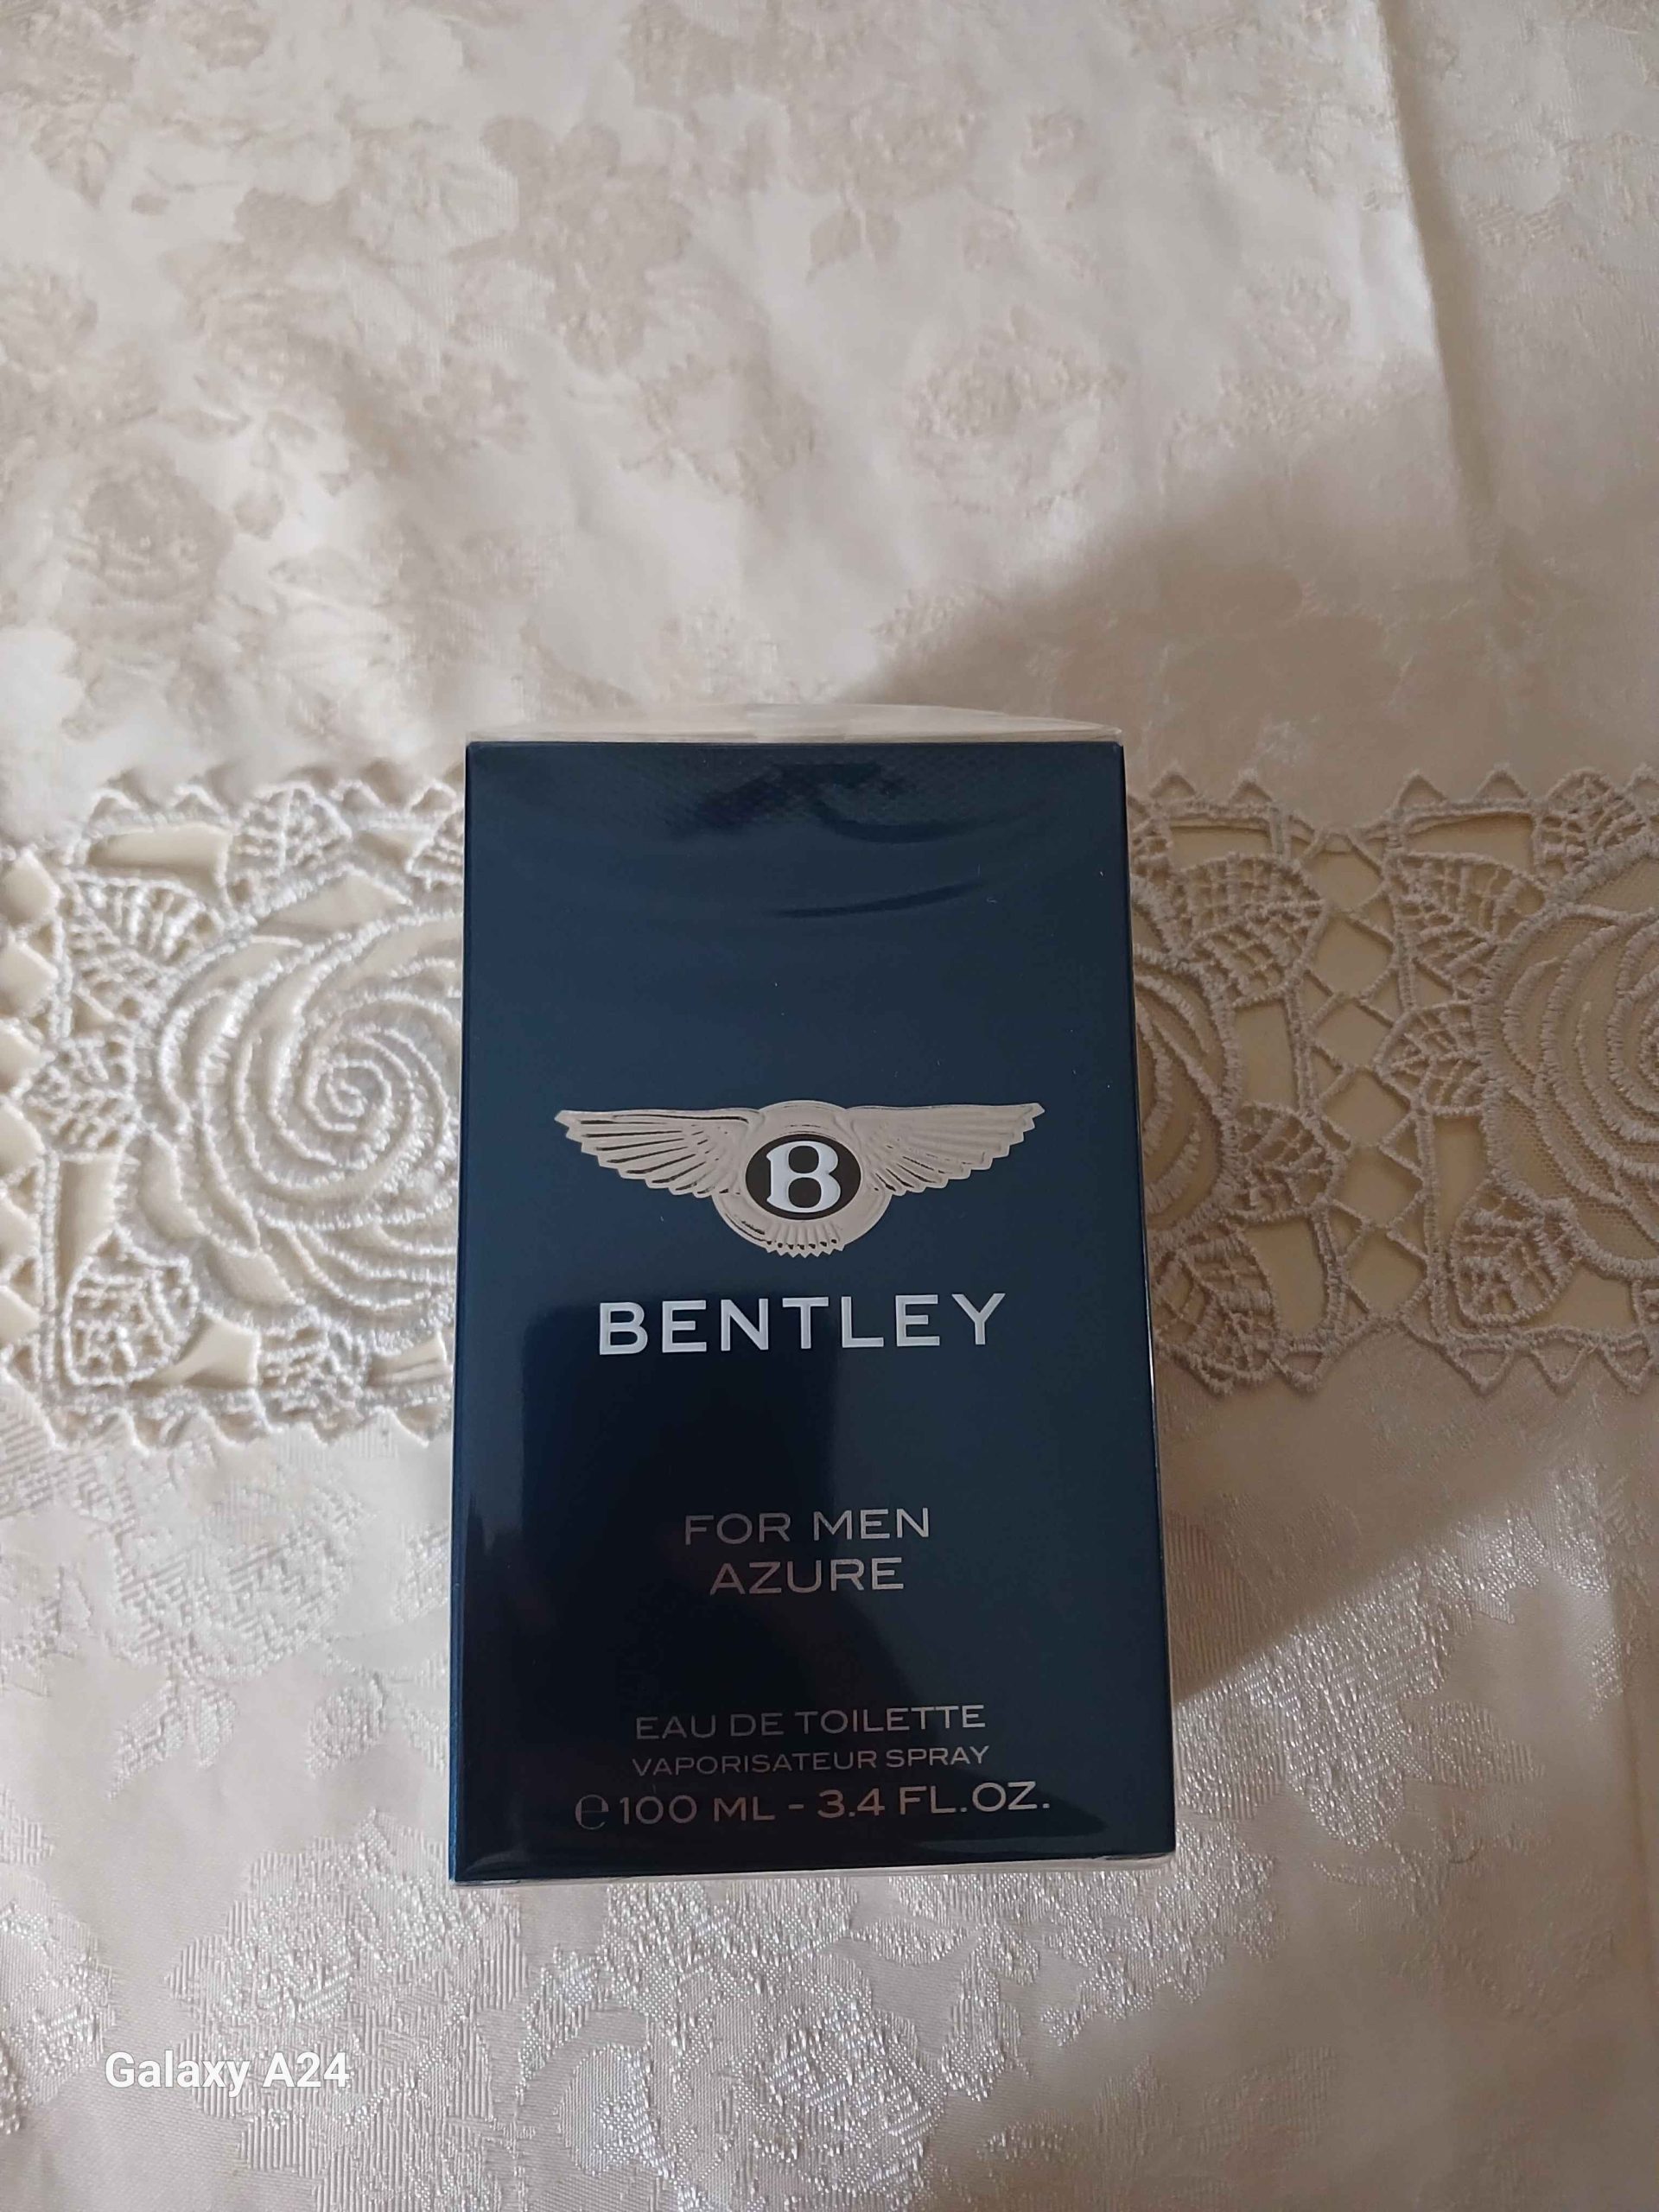 B
BENTLEY
FOR MEN
AZURE
EAU DE TOILETTE
VAPORISATEUR SPRAY
℮100 ML - 3.4 FL.OZ.
Galaxy A24